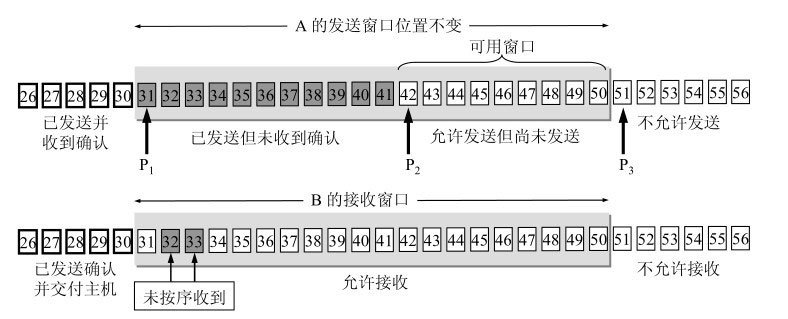 A 的发送窗口位置不变
可用窗口
26 27 28 29 30 31 32 33 34 35 36 37 38 39 40 41 42 43 44 45 46 47 48 49 50 51 52 53 54 55 56
已发送并
收到确认
已发送但未收到确认
允许发送但尚未发送
不允许发送
P1
P2
P3
B 的接收窗口
26 27 28 29 30 31 32 33 34 35 36 37 38 39 40 41 42 43 44 45 46 47 48 49 50 51 52 53 54 55 56
已发送确认
并交付主机
未按序收到
允许接收
不允许接收